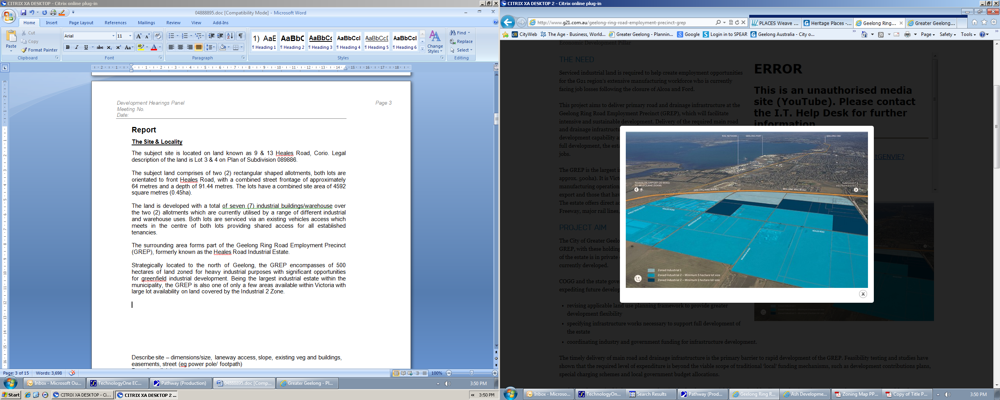 CITRIX XA DESKTOP - Citrix online plug-in
04888895.doc [Compatibility Mode] - Microsoft Word
Home Insert Page Layout References Mailings Review View Add-Ins
Paste
Cut
Copy
Format Painter
Clipboard
Arial 11
Font
Paragraph
1) AaE AaBbC AaBbCc AaBbCcI AaBbCcD AaBbCcI
¶ Heading 1 ¶ Heading 2 ¶ Heading 3 ¶ Heading 4 ¶ Heading 5 ¶ Heading 6
Styles
Change Styles
Find
Replace
Select
Editing
Development Hearings Panel Page 3
Meeting No.
Date:
Report
The Site & Locality
The subject site is located on land known as 9 & 13 Heales Road, Corio. Legal
description of the land is Lot 3 & 4 on Plan of Subdivision 089886.
The subject land comprises of two (2) rectangular shaped allotments, both lots are
orientated to front Heales Road, with a combined street frontage of approximately
64 metres and a depth of 91.44 metres. The lots have a combined site area of 4592
square metres (0.45ha).
The land is developed with a total of seven (7) industrial buildings/warehouse over
the two (2) allotments which are currently utilised by a range of different industrial
and warehouse uses. Both lots are serviced via an existing vehicles access which
meets in the centre of both lots providing shared access for all established
tenancies.
The surrounding area forms part of the Geelong Ring Road Employment Precinct
(GREP), formerly known as the Heales Road Industrial Estate.
Strategically located to the north of Geelong, the GREP encompasses of 500
hectares of land zoned for heavy industrial purposes with significant opportunities
for greenfield industrial development. Being the largest industrial estate within the
municipality, the GREP is also one of only a few areas available within Victoria with
large lot availability on land covered by the Industrial 2 Zone.
Describe site – dimensions/size, laneway access, slope, existing veg and buildings,
easements, street (eg power pole/ footpath)
Page: 3 of 15 Words: 3,698 100%
Inbox - Microsoft Ou... TechnologyOne EC... Pathway (Production) 04888895.doc [Comp... Greater Geelong - Pl... 3:50 PM
Start CITRIX XA DESKTOP - Ci... CITRIX XA DESKTOP 2 ... 3:50 PM
CITRIX XA DESKTOP 2 - Citrix online plug-in
http://www.g21.com.au/geelong-ring-road-employment-precinct-grep
PLACES Weave ... Heritage Places -... Geelong Ring... Greater Geelong...
CityWeb The Age - Business, World... Greater Geelong - Plannin... Google Login in to SPEAR Geelong Australia - City o...
Page Safety Tools
Economic Development Pillar
THE NEED
Serviced industrial land is required to help create employment opportunities
for the G21 region's extensive manufacturing workforce who is currently
facing job losses following the closure of Alcoa and Ford.
This project aims to deliver primary road and drainage infrastructure at the
Geelong Ring Road Employment Precinct (GREP), which will facilitate
intensive and sustainable development. Delivery of the required main road
and drainage infrastructu
development capability a
full development, the esta
jobs.
The GREP is the largest i
approx. 500ha). It is Vict
manufacturing operation
export and those that hav
The estate offers direct ac
Freeway, major rail lines,
PROJECT AIM
The City of Greater Geelo
GREP, with these holding
of the estate is in private
currently developed.
COGG and the state gove
expediting future develop
• revising applicable land use planning framework to provide greater
development flexibility
• specifying infrastructure works necessary to support full development of
the estate
• coordinating industry and government funding for infrastructure development.
The timely delivery of main road and drainage infrastructure is the primary barrier to rapid development of the GREP. Feasibility testing and studies have
shown that the required level of expenditure is beyond the viable scope of traditional 'local' funding mechanisms, such as development contributions plans,
special charging schemes and local government budget allocations.
ERROR
This is an unauthorised media
site (YouTube). Please contact
the I.T. Help Desk for further
information
tGENVlE?
RAIL NETWORK GEELONG PORT GEELONG CBD
TO AVALON AIRPORT (20 MINS)
TO MELBOURNE (60KM)
SURFCOAST &
WESTERN DISTRICT
GEELONG RING ROAD GEELONG RING ROAD
FOREST ROAD SOUTH
HEALES ROAD
BRODERICK ROAD
HEALES ROAD
MCMANUS ROAD
Zoned Industrial 1
Zoned Industrial 2 – Minimum 5 hectare lot size
Zoned Industrial 2 – Minimum 1 hectare lot size
Inbox - Microso... TechnologyOn... Search Results Pathway (Prod... Geelong Ring R... Ash Developme... Zoning Map PP... Copy of Title P... 3:50 PM